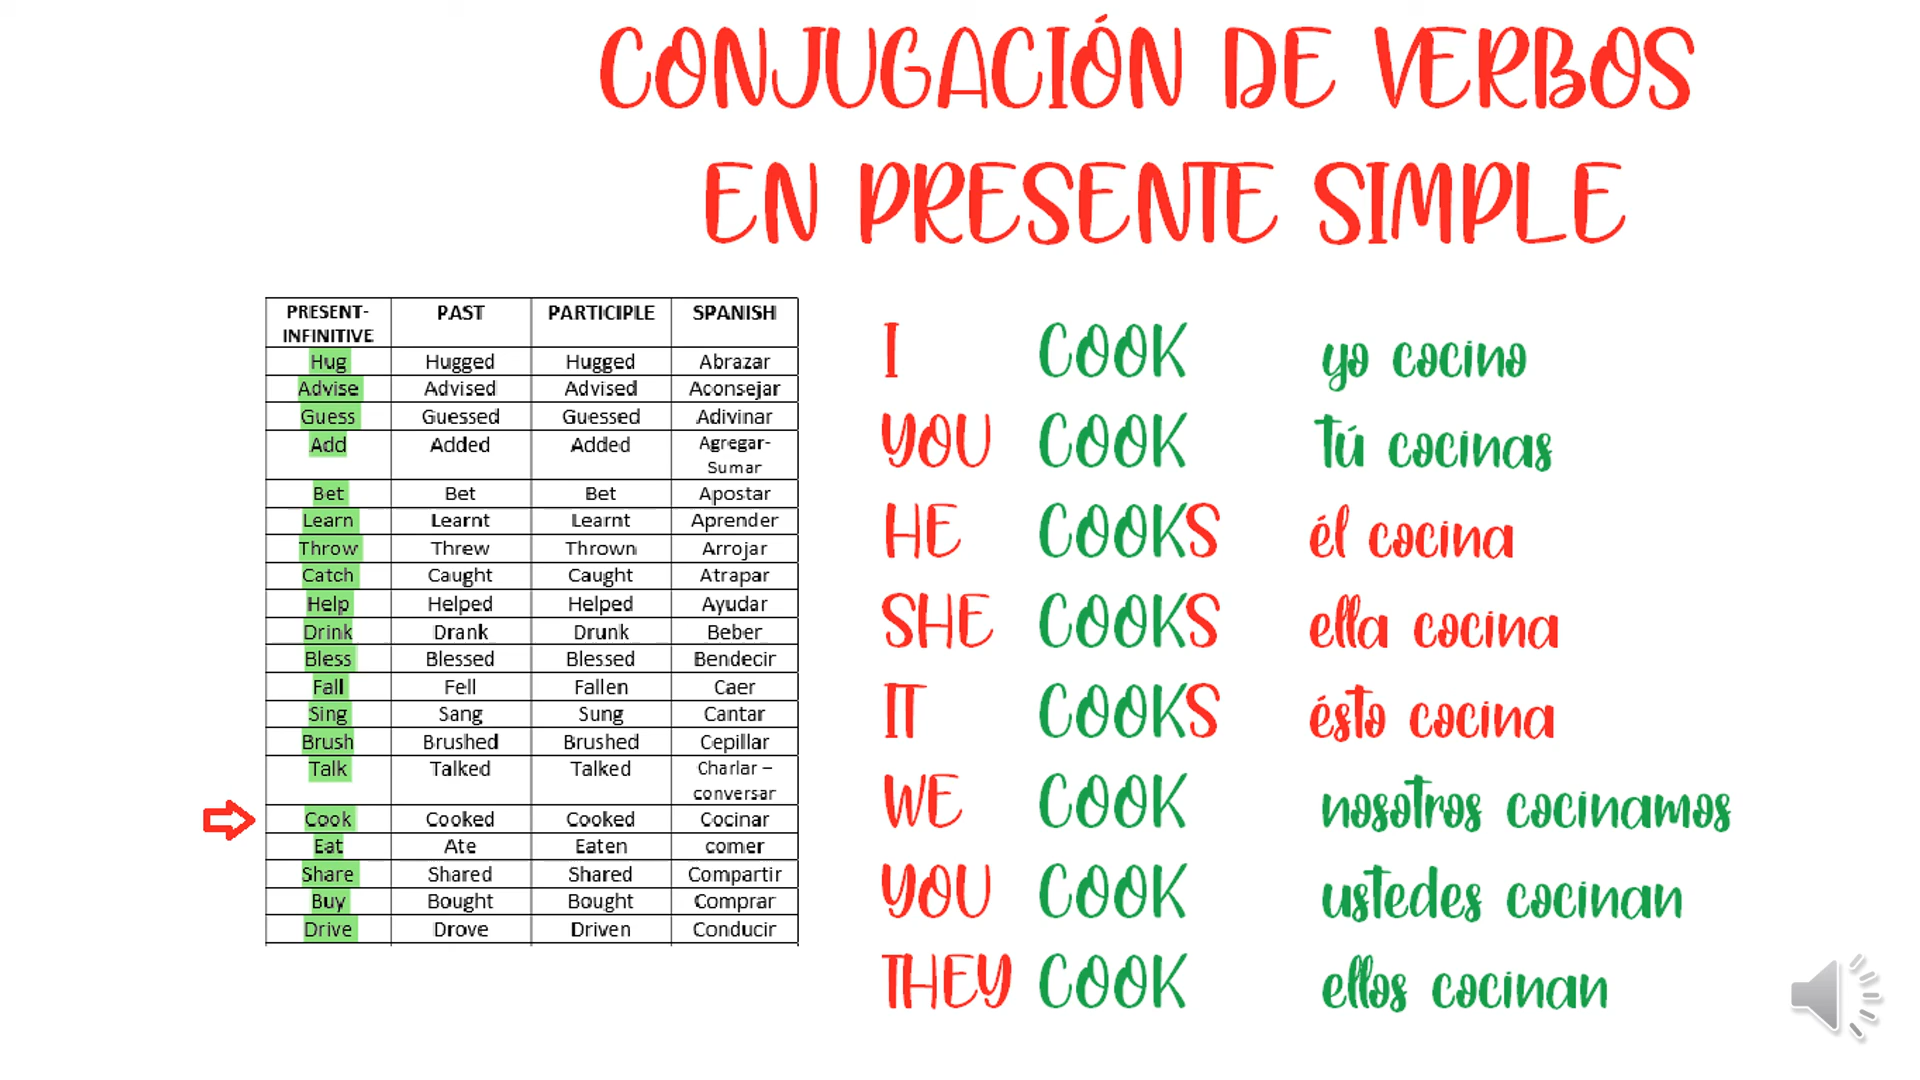 CONJUGACIÓN DE VERBOS
EN PRESENTE SIMPLE
PRESENT-INFINITIVE PAST PARTICIPLE SPANISH
Hug Hugged Hugged Abrazar
Advise Advised Advised Aconsejar
Guess Guessed Guessed Adivinar
Add Added Added Agregar-
Sumar
Bet Bet Bet Apostar
Learn Learnt Learnt Aprender
Throw Threw Thrown Arrojar
Catch Caught Caught Atrapar
Help Helped Helped Ayudar
Drink Drank Drunk Beber
Bless Blessed Blessed Bendecir
Fall Fell Fallen Caer
Sing Sang Sung Cantar
Brush Brushed Brushed Cepillar
Talk Talked Talked Charlar –
conversar
Cook Cooked Cooked Cocinar
Eat Ate Eaten comer
Share Shared Shared Compartir
Buy Bought Bought Comprar
Drive Drove Driven Conducir
I COOK yo cocino
YOU COOK tú cocinas
HE COOKS él cocina
SHE COOKS ella cocina
IT COOKS ésto cocina
WE COOK nosotros cocinamos
YOU COOK ustedes cocinan
THEY COOK ellos cocinan